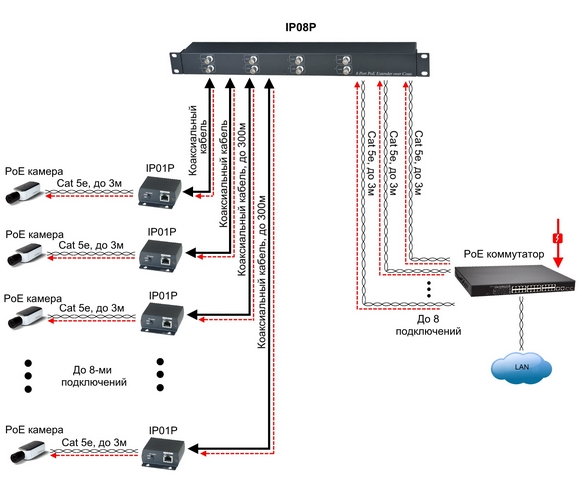 IP08P
8-Port PoE Extender over Coax
Коаксиальный
кабель
Коаксиальный кабель
Коаксиальный кабель, до 300м
Коаксиальный кабель, до 300м
Cat 5e, до 3м
Cat 5e, до 3м
Cat 5e, до 3м
PoE камера
Cat 5e, до 3м
IP01P
PoE камера
Cat 5e, до 3м
IP01P
PoE камера
Cat 5e, до 3м
IP01P
До 8-ми
подключений
PoE камера
Cat 5e, до 3м
IP01P
PoE коммутатор
До 8
подключений
LAN